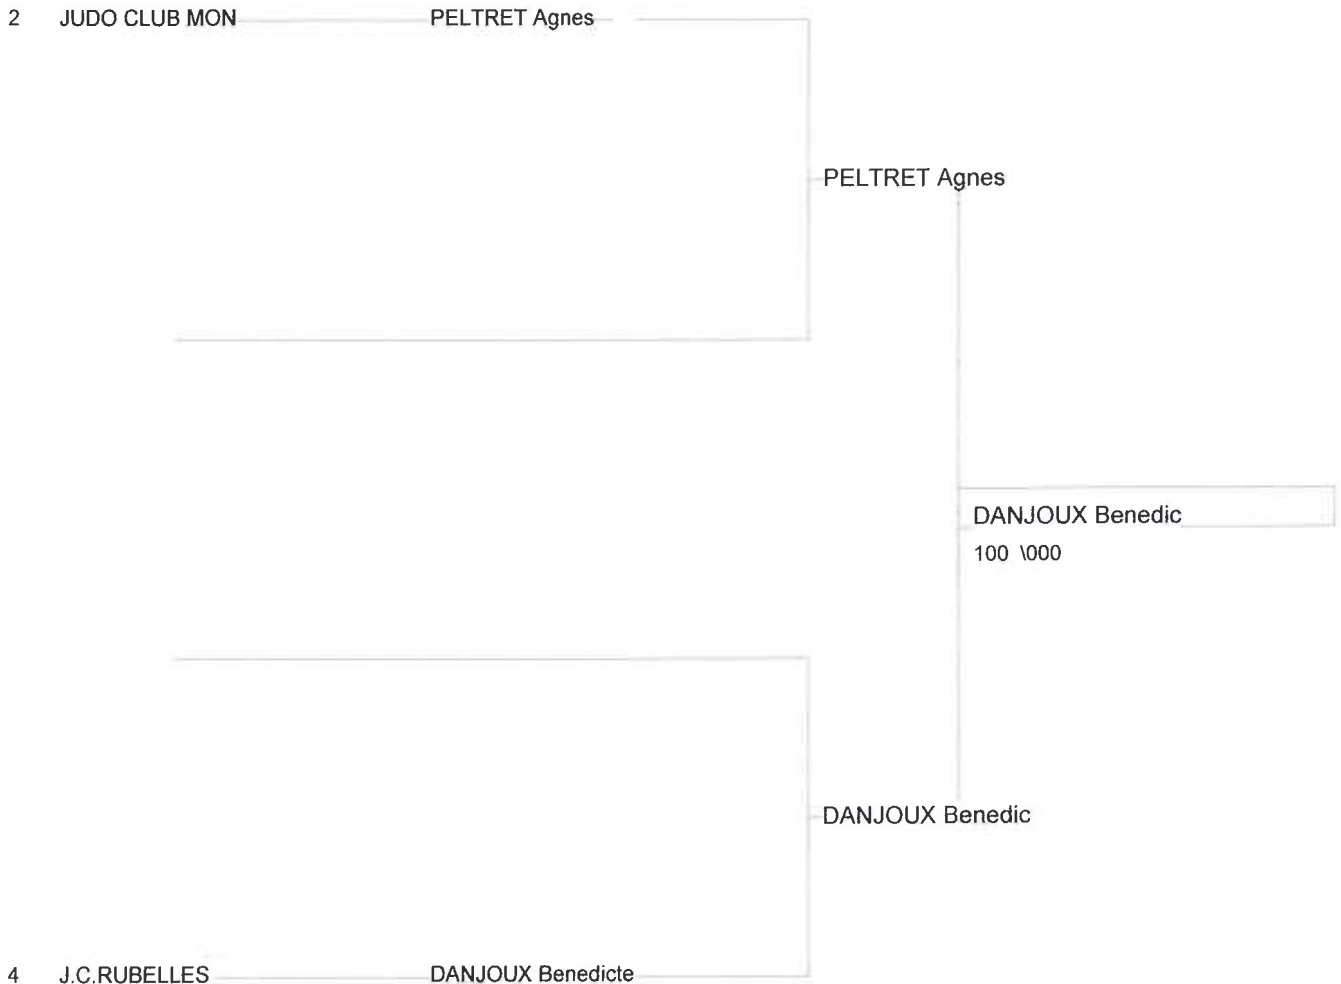 2 JUDO CLUB MON PELTRET Agnes
PELTRET Agnes
DANJOUX Benedic
100 \000
DANJOUX Benedic
4 J.C.RUBELLES DANJOUX Benedicte